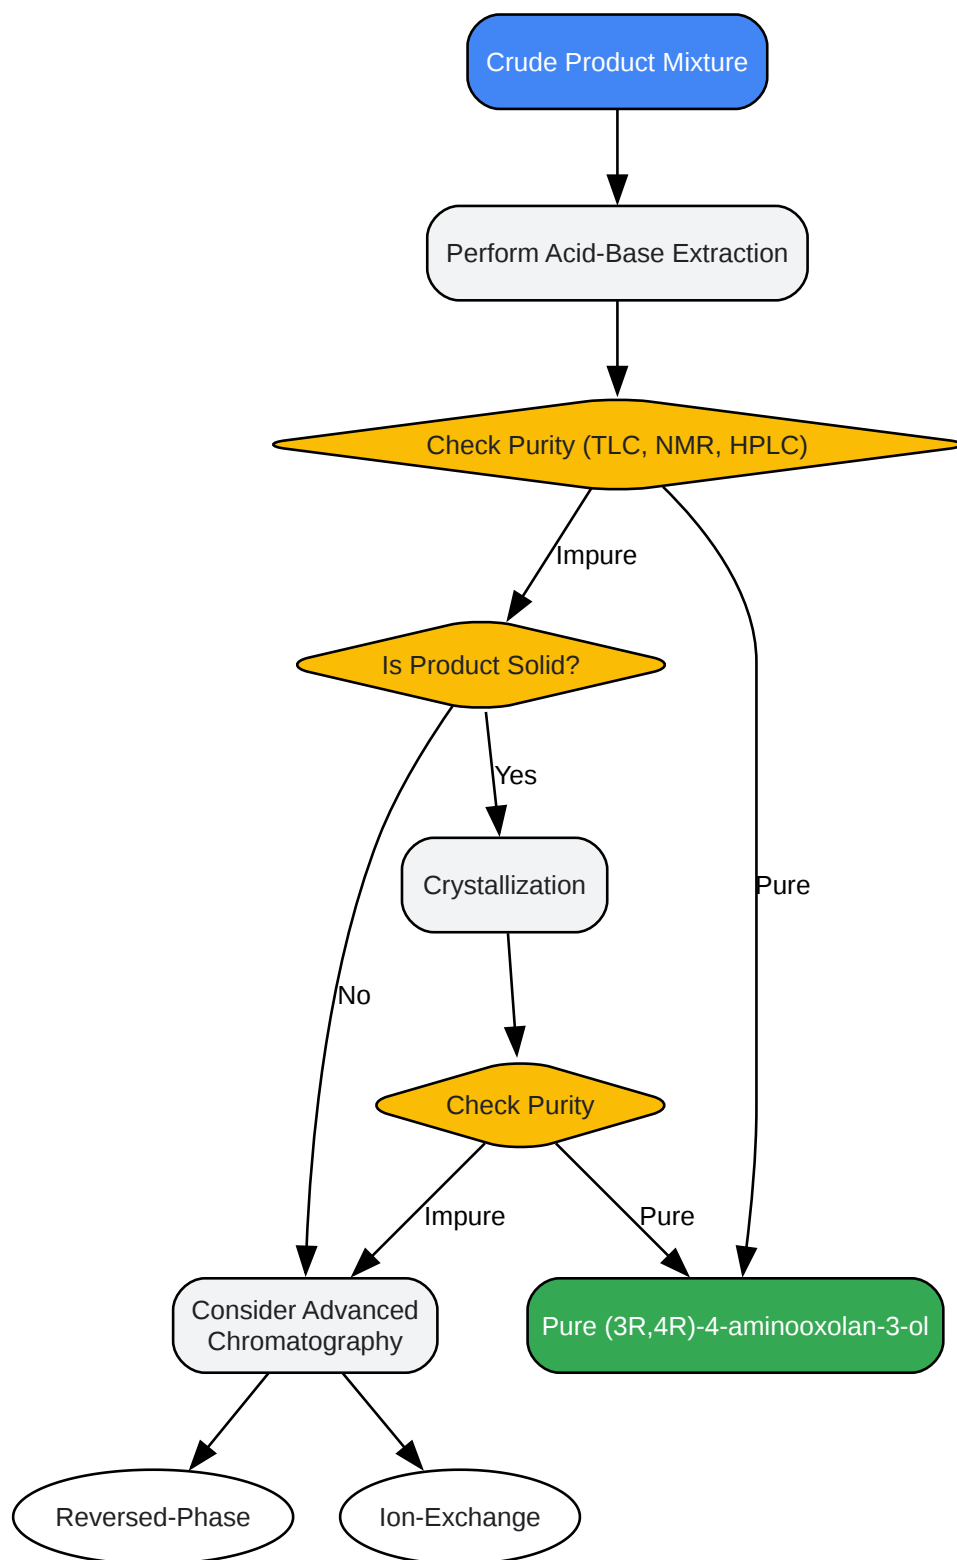 Crude Product Mixture
Perform Acid-Base Extraction
Check Purity (TLC, NMR, HPLC)
Impure
Is Product Solid?
Yes
Crystallization
Pure
No
Check Purity
Impure
Pure
Consider Advanced
Chromatography
Pure (3R,4R)-4-aminooxolan-3-ol
Reversed-Phase
Ion-Exchange